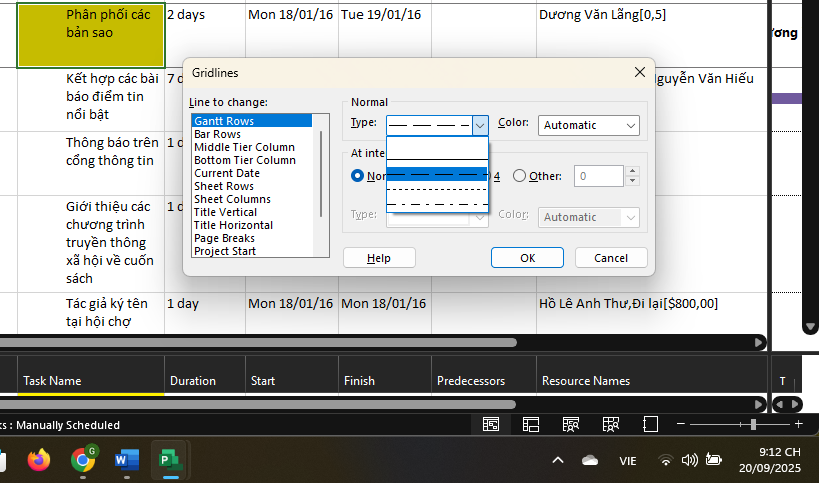 Phân phối các
bản sao
2 days
Mon 18/01/16
Tue 19/01/16
Dương Văn Lãng[0,5]
Kết hợp các bài
báo điểm tin
nổi bật
7 d
Nguyễn Văn Hiếu
Thông báo trên
cổng thông tin
1 d
Giới thiệu các
chương trình
truyền thông
xã hội về cuốn
sách
1 d
Tác giả ký tên
tại hội chợ
1 day
Mon 18/01/16
Mon 18/01/16
Hồ Lê Anh Thư,Đi lại[$800,00]
Gridlines
Line to change:
Gantt Rows
Bar Rows
Middle Tier Column
Bottom Tier Column
Current Date
Sheet Rows
Sheet Columns
Title Vertical
Title Horizontal
Page Breaks
Project Start
Normal
Type:
Color:
Automatic
At inte
Non
4
Other:
0
Type:
Color:
Automatic
Help
OK
Cancel
Task Name
Duration
Start
Finish
Predecessors
Resource Names
T
: Manually Scheduled
VIE
9:12 CH
20/09/2025